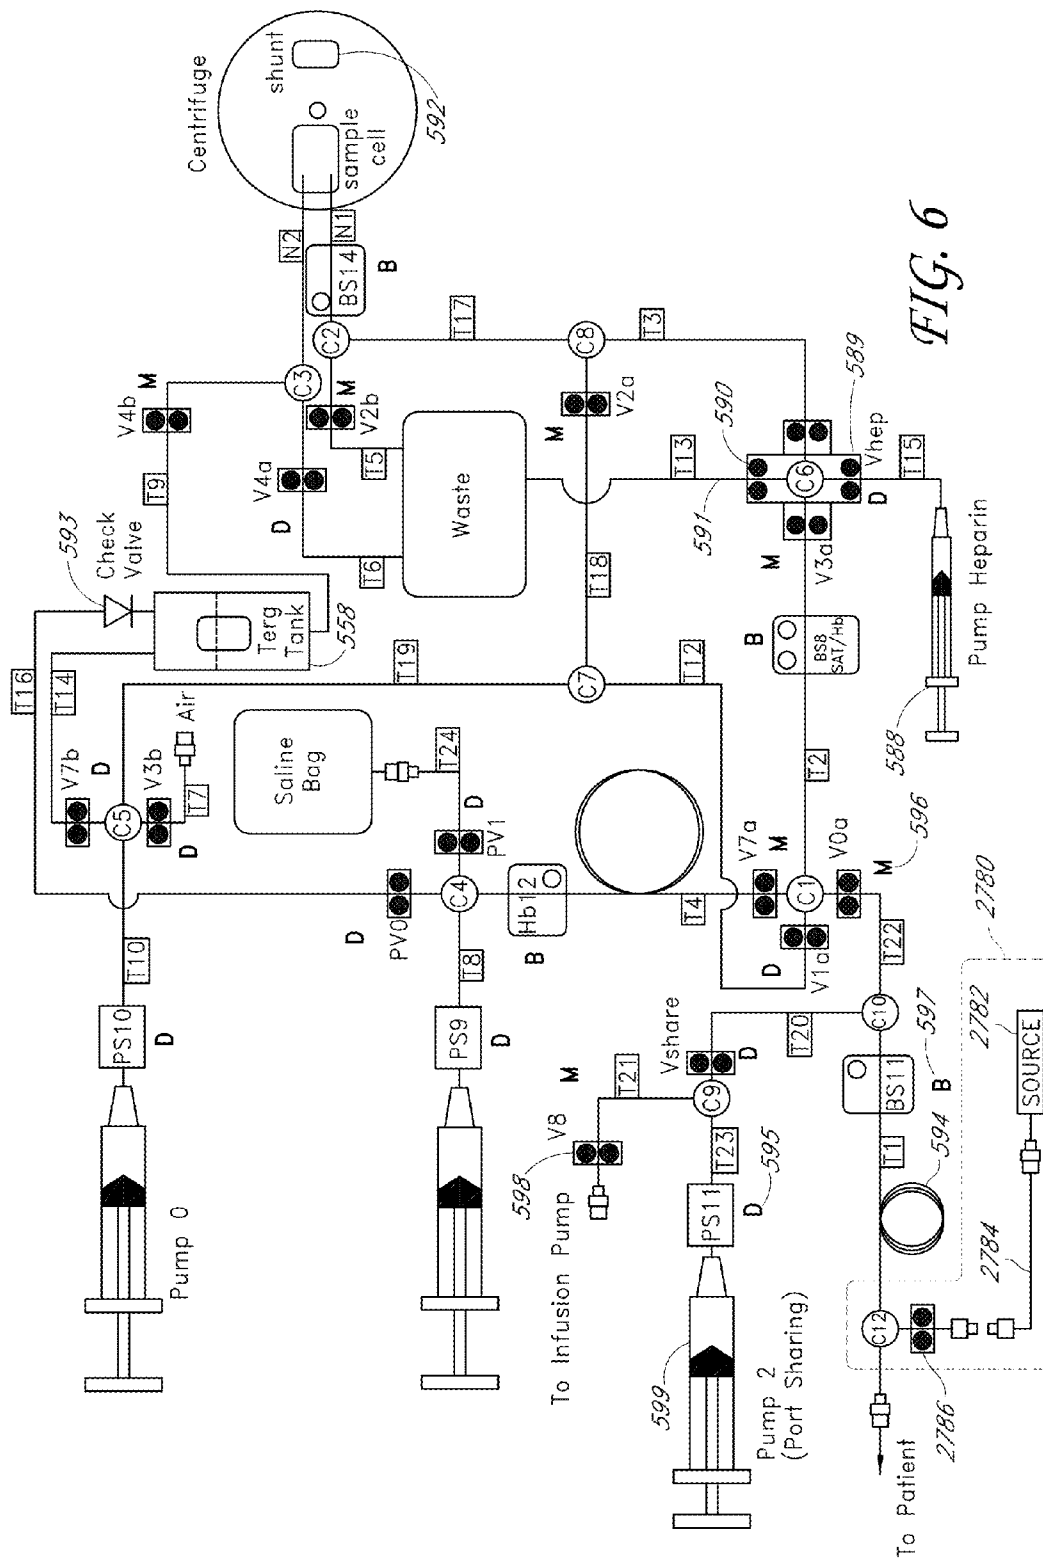 Centrifuge
shunt
592
sample
cell
N2
N1
BS14
B
C2
C3
V4b
M
T9
V4a
D
V2b
M
T5
T6
Waste
T17
C8
T3
V2a
M
T18
T13
591
590
589
C6
Vhep
D
T15
V3a
M
B
BS8
SAT/Hb
Pump Heparin
588
FIG. 6
593
Check
Valve
Terg
Tank
558
T16
T14
T19
C7
T12
V7b
D
C5
V3b
D
T7
Air
Saline
Bag
T24
D
PV1
PV0
D
C4
Hb12
B
T4
V7a
M
T2
C1
V0a
M
596
V1a
D
T22
T10
PS10
D
Pump 0
T8
PS9
D
Vshare
D
T20
C10
T21
M
V8
598
C9
T23
PS11
D
595
To Infusion Pump
Pump 2
(Port Sharing)
599
BS11
B
597
T1
594
C12
2786
2784
SOURCE
2782
2780
To Patient